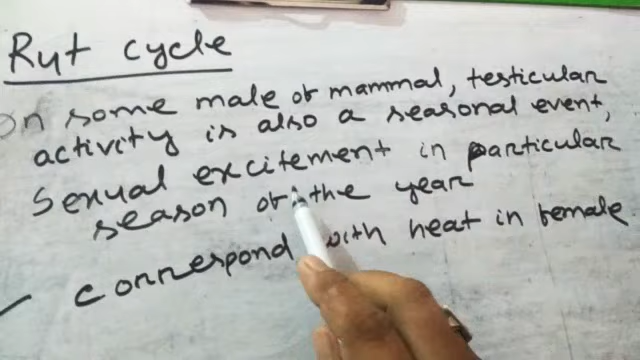 Rut cycle
In some male of mammal, testicular
activity is also a seasonal event,
Sexual excitement in particular
season of the year
correspond with heat in female